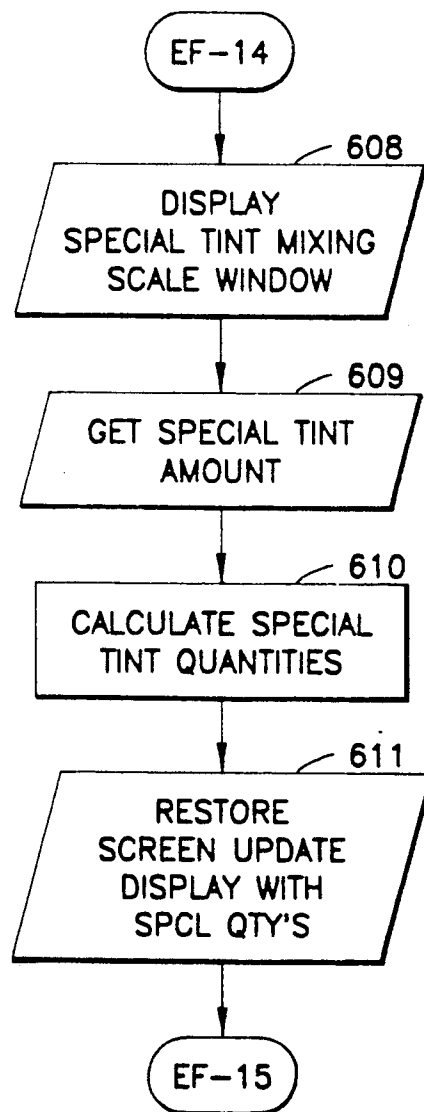 EF-14
608
DISPLAY
SPECIAL TINT MIXING
SCALE WINDOW
609
GET SPECIAL TINT
AMOUNT
610
CALCULATE SPECIAL
TINT QUANTITIES
611
RESTORE
SCREEN UPDATE
DISPLAY WITH
SPCL QTY'S
EF-15